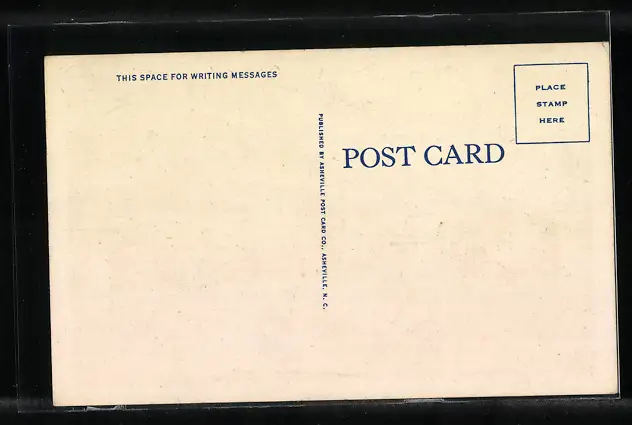 THIS SPACE FOR WRITING MESSAGES
PUBLISHED BY ASHEVILLE POST CARD CO., ASHEVILLE, N. C.
POST CARD
PLACE
STAMP
HERE